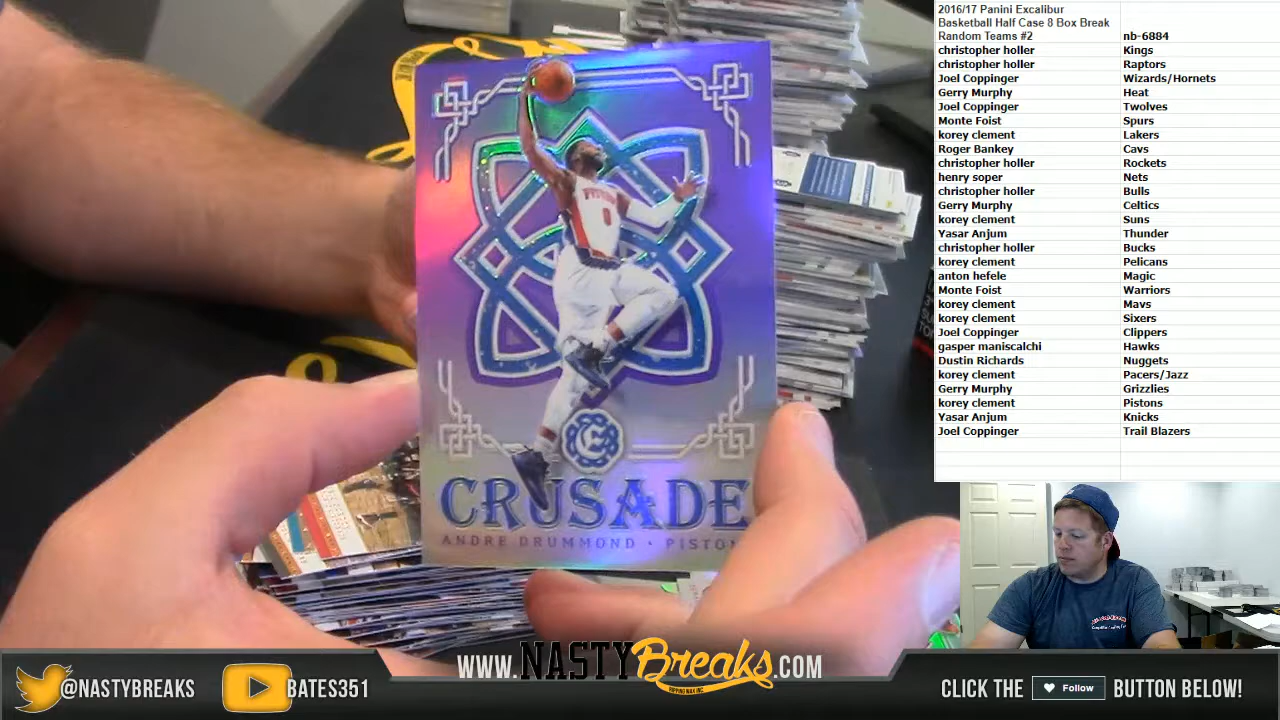 2016/17 Panini Excalibur
Basketball Half Case 8 Box Break
Random Teams #2 nb-6884
christopher holler Kings
christopher holler Raptors
Joel Coppinger Wizards/Hornets
Gerry Murphy Heat
Joel Coppinger Twolves
Monte Foist Spurs
korey clement Lakers
Roger Bankey Cavs
christopher holler Rockets
henry soper Nets
christopher holler Bulls
Gerry Murphy Celtics
korey clement Suns
Yasar Anjum Thunder
christopher holler Bucks
korey clement Pelicans
anton hefele Magic
Monte Foist Warriors
korey clement Mavs
korey clement Sixers
Joel Coppinger Clippers
gasper maniscalchi Hawks
Dustin Richards Nuggets
korey clement Pacers/Jazz
Gerry Murphy Grizzlies
korey clement Pistons
Yasar Anjum Knicks
Joel Coppinger Trail Blazers
PISTONS
0
E
CRUSADE
ANDRE DRUMMOND • PISTON
@NASTYBREAKS
BATES351
WWW.NASTYBreaks.COM
RIPPING WAX INC
CLICK THE Follow BUTTON BELOW!